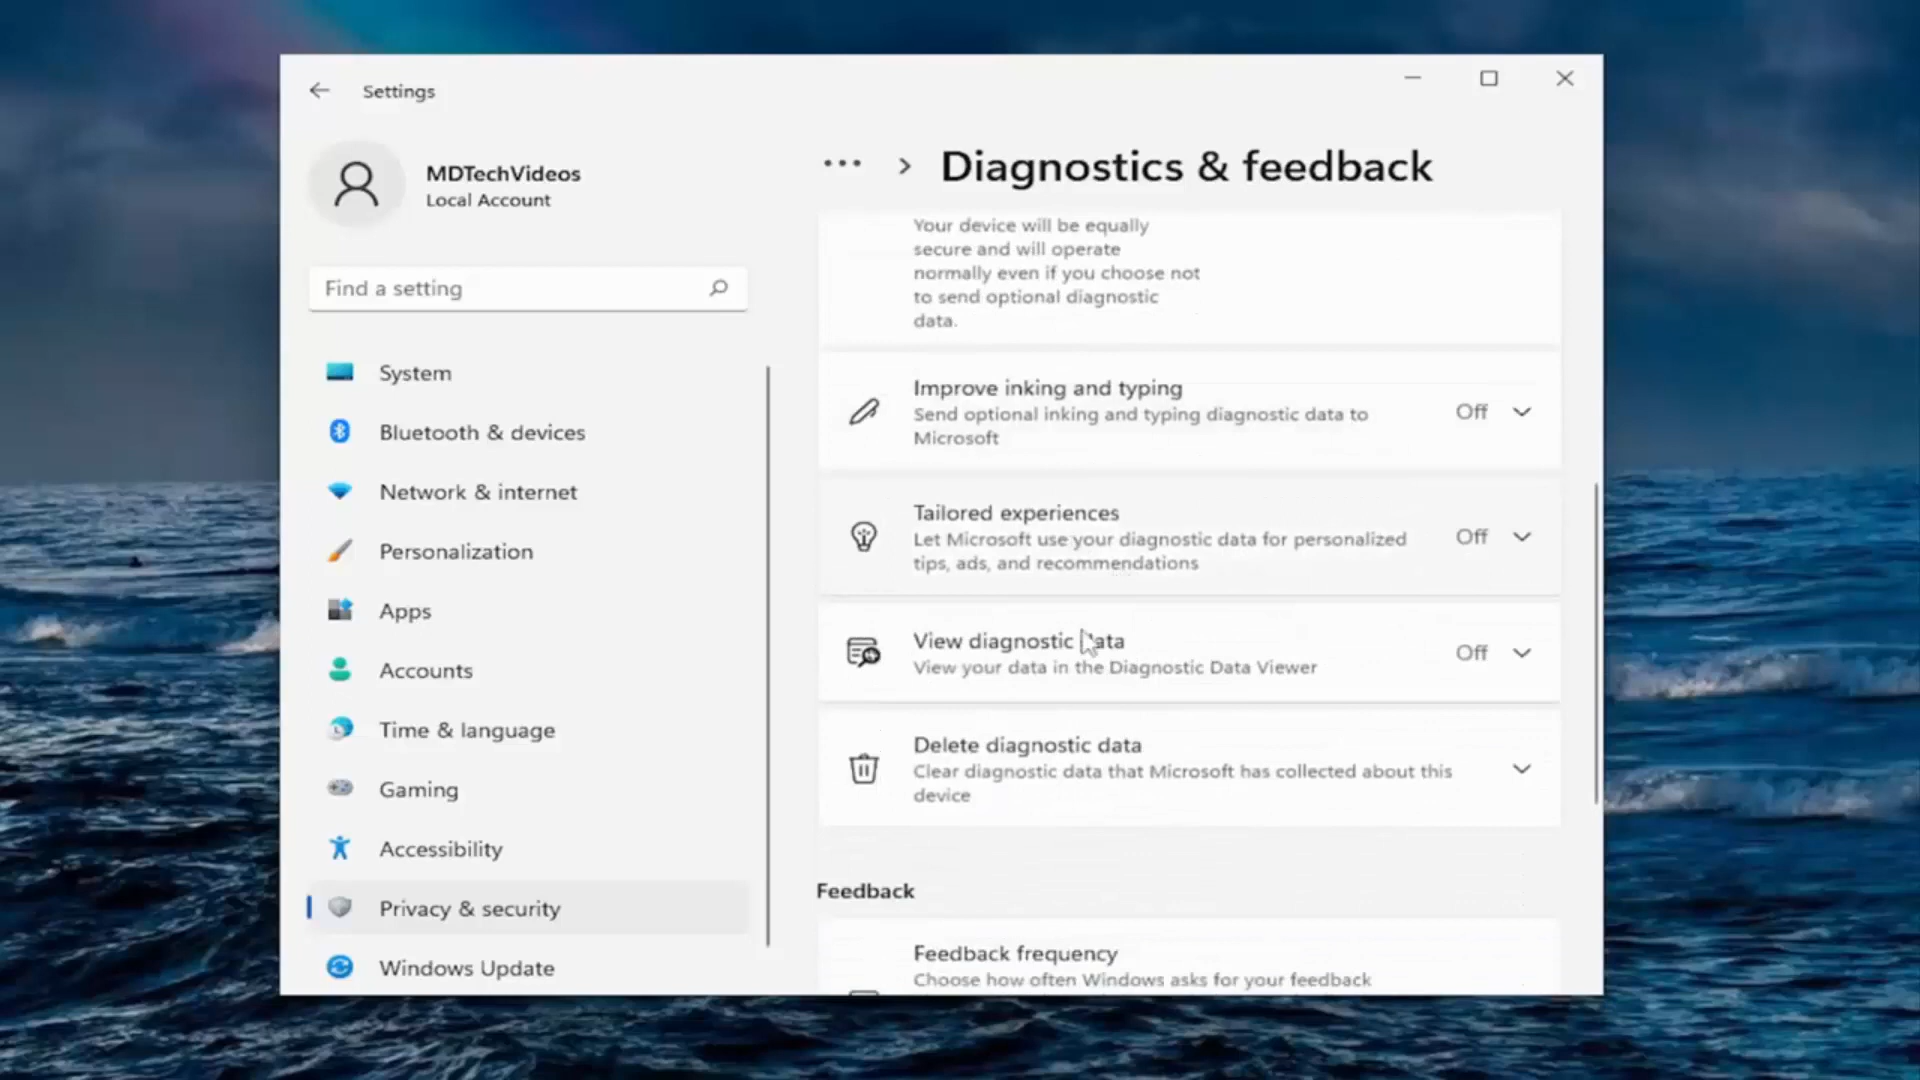 Settings
MDTechVideos
Local Account
Find a setting
System
Bluetooth & devices
Network & internet
Personalization
Apps
Accounts
Time & language
Gaming
Accessibility
Privacy & security
Windows Update
••• > Diagnostics & feedback
Your device will be equally
secure and will operate
normally even if you choose not
to send optional diagnostic
data.
Improve inking and typing
Send optional inking and typing diagnostic data to
Microsoft
Off
Tailored experiences
Let Microsoft use your diagnostic data for personalized
tips, ads, and recommendations
Off
View diagnostic data
View your data in the Diagnostic Data Viewer
Off
Delete diagnostic data
Clear diagnostic data that Microsoft has collected about this
device
Feedback
Feedback frequency
Choose how often Windows asks for your feedback